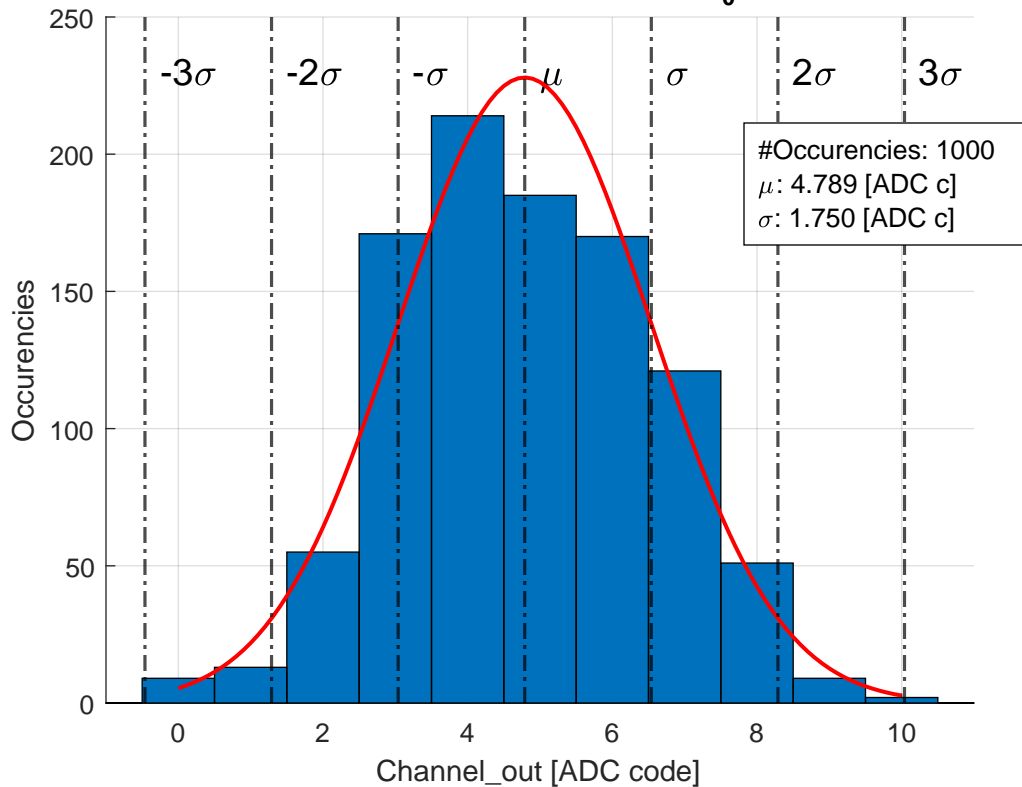 250
200
150
100
50
0
-3σ
-2σ
-σ
μ
σ
2σ
3σ
#Occurencies: 1000
μ: 4.789 [ADC c]
σ: 1.750 [ADC c]
Occurencies
0
2
4
6
8
10
Channel_out [ADC code]